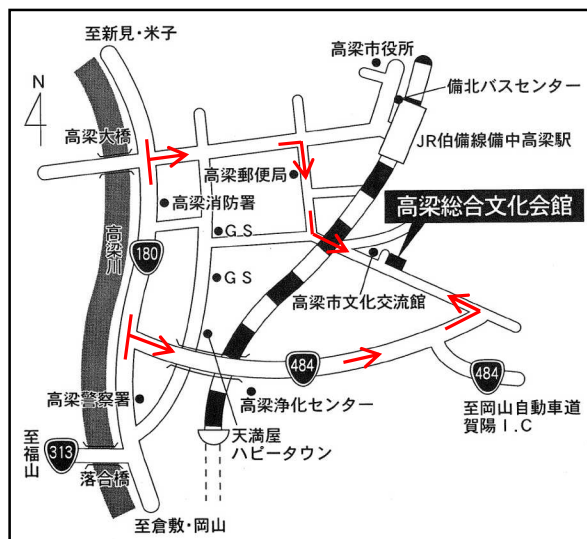 至新見・米子
高梁市役所
N
備北バスセンター
高梁大橋
JR伯備線備中高梁駅
高梁郵便局
高梁消防署
高梁総合文化会館
高梁川
180
GS
GS
高梁市文化交流館
484
484
高梁警察署
高梁浄化センター
至岡山自動車道
賀陽I.C
天満屋
ハピータウン
至福山
313
落合橋
至倉敷・岡山